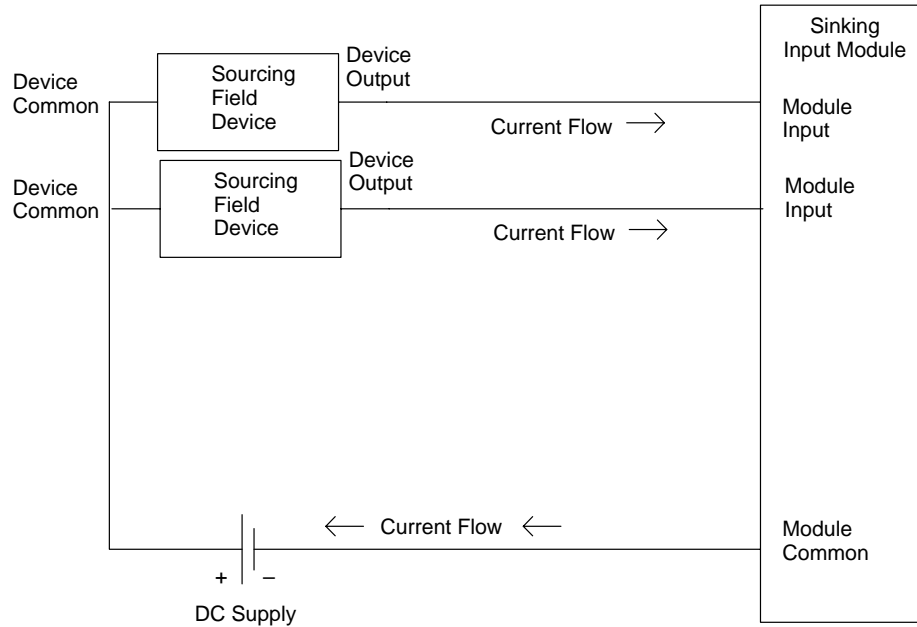 Sinking
Input Module
Device
Common
Sourcing
Field
Device
Device
Output
Current Flow
Module
Input
Device
Common
Sourcing
Field
Device
Device
Output
Current Flow
Module
Input
Current Flow
Module
Common
+ –
DC Supply